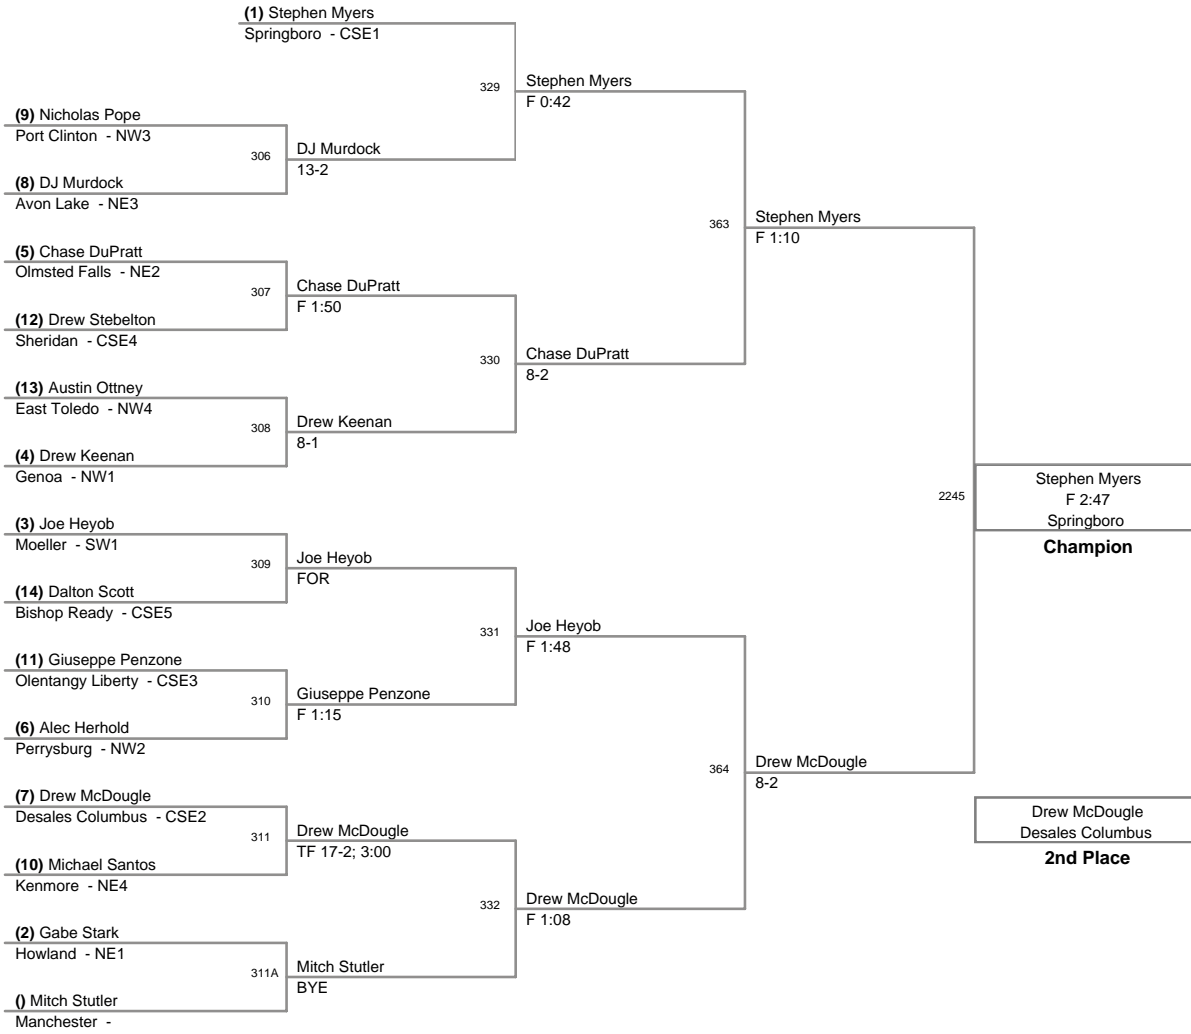 (1) Stephen Myers
Springboro - CSE1
329
Stephen Myers
F 0:42
(9) Nicholas Pope
Port Clinton - NW3
306
DJ Murdock
13-2
(8) DJ Murdock
Avon Lake - NE3
363
Stephen Myers
F 1:10
(5) Chase DuPratt
Olmsted Falls - NE2
307
Chase DuPratt
F 1:50
(12) Drew Stebelton
Sheridan - CSE4
330
Chase DuPratt
8-2
(13) Austin Ottney
East Toledo - NW4
308
Drew Keenan
8-1
(4) Drew Keenan
Genoa - NW1
2245
Stephen Myers
F 2:47
Springboro
Champion
(3) Joe Heyob
Moeller - SW1
309
Joe Heyob
FOR
(14) Dalton Scott
Bishop Ready - CSE5
331
Joe Heyob
F 1:48
(11) Giuseppe Penzone
Olentangy Liberty - CSE3
310
Giuseppe Penzone
F 1:15
(6) Alec Herhold
Perrysburg - NW2
364
Drew McDougle
8-2
(7) Drew McDougle
Desales Columbus - CSE2
311
Drew McDougle
TF 17-2; 3:00
(10) Michael Santos
Kenmore - NE4
Drew McDougle
Desales Columbus
2nd Place
332
Drew McDougle
F 1:08
(2) Gabe Stark
Howland - NE1
311A
Mitch Stutler
BYE
() Mitch Stutler
Manchester -